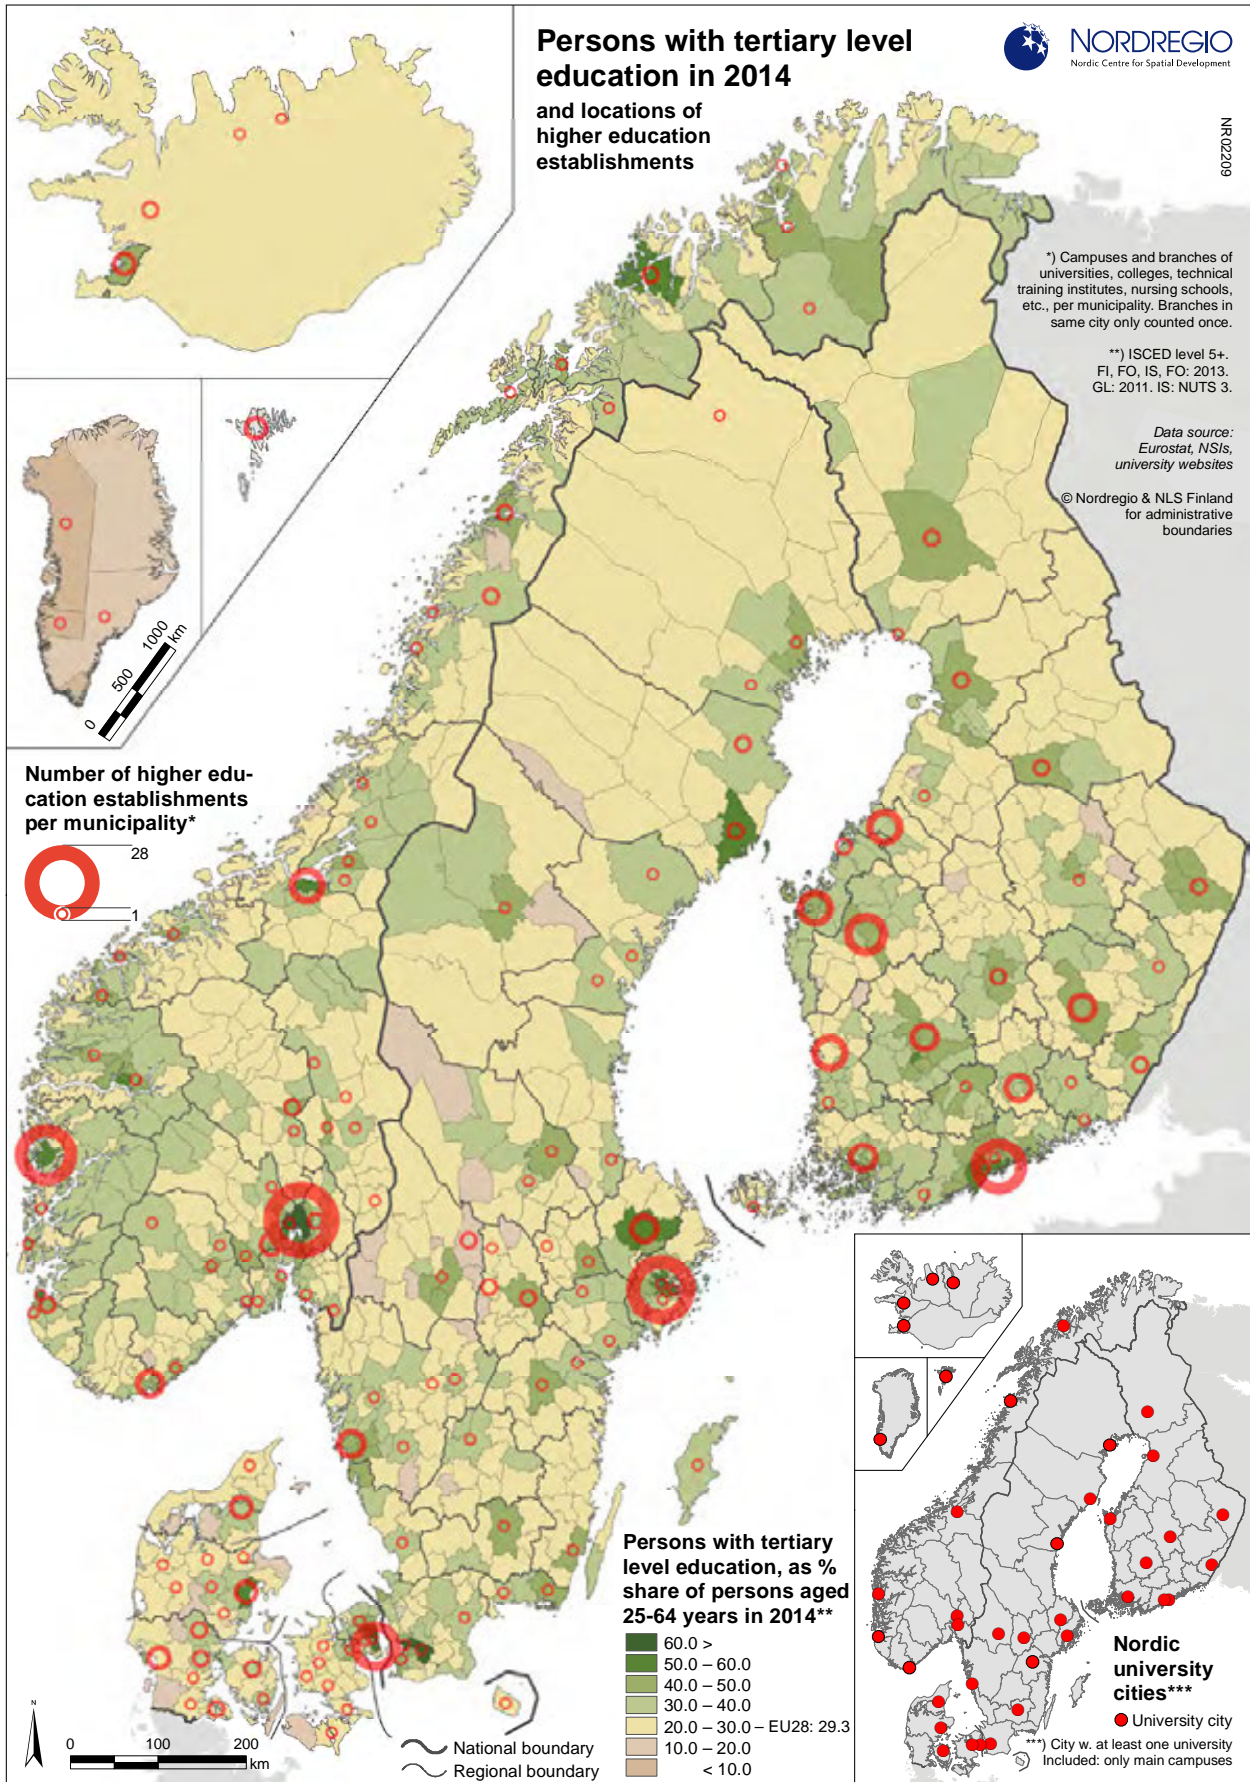 Persons with tertiary level
education in 2014
and locations of
higher education
establishments
NORDREGIO
Nordic Centre for Spatial Development
NR02209
*) Campuses and branches of
universities, colleges, technical
training institutes, nursing schools,
etc., per municipality. Branches in
same city only counted once.
**) ISCED level 5+.
FI, FO, IS, FO: 2013.
GL: 2011. IS: NUTS 3.
Data source:
Eurostat, NSIs,
university websites
© Nordregio & NLS Finland
for administrative
boundaries
0 500 1000
km
Number of higher edu-
cation establishments
per municipality*
28
1
Persons with tertiary
level education, as %
share of persons aged
25-64 years in 2014**
60.0 >
50.0 – 60.0
40.0 – 50.0
30.0 – 40.0
20.0 – 30.0 – EU28: 29.3
10.0 – 20.0
< 10.0
N
0 100 200
km
National boundary
Regional boundary
Nordic
university
cities***
University city
***) City w. at least one university
Included: only main campuses